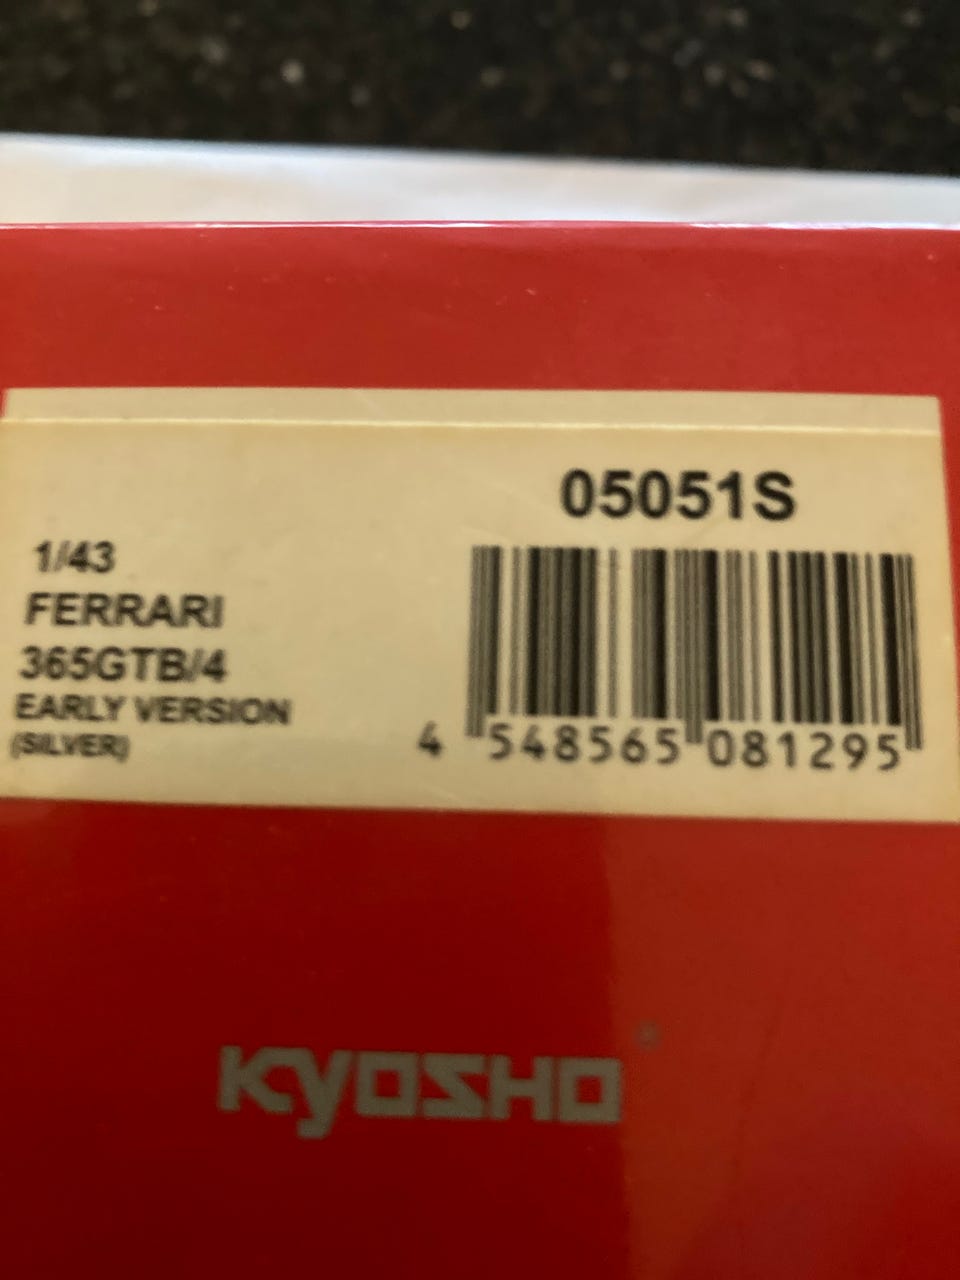 05051S
1/43
FERRARI
365GTB/4
EARLY VERSION
(SILVER)
4 548565 081295
KYOSHO